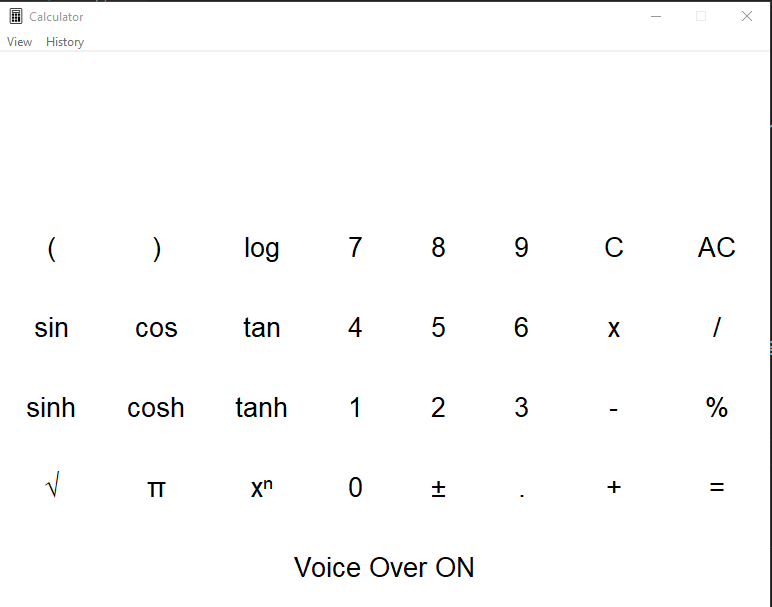 Calculator
View History
( ) log 7 8 9 C AC
sin cos tan 4 5 6 x /
sinh cosh tanh 1 2 3 - %
√ π xⁿ 0 ± . + =
Voice Over ON